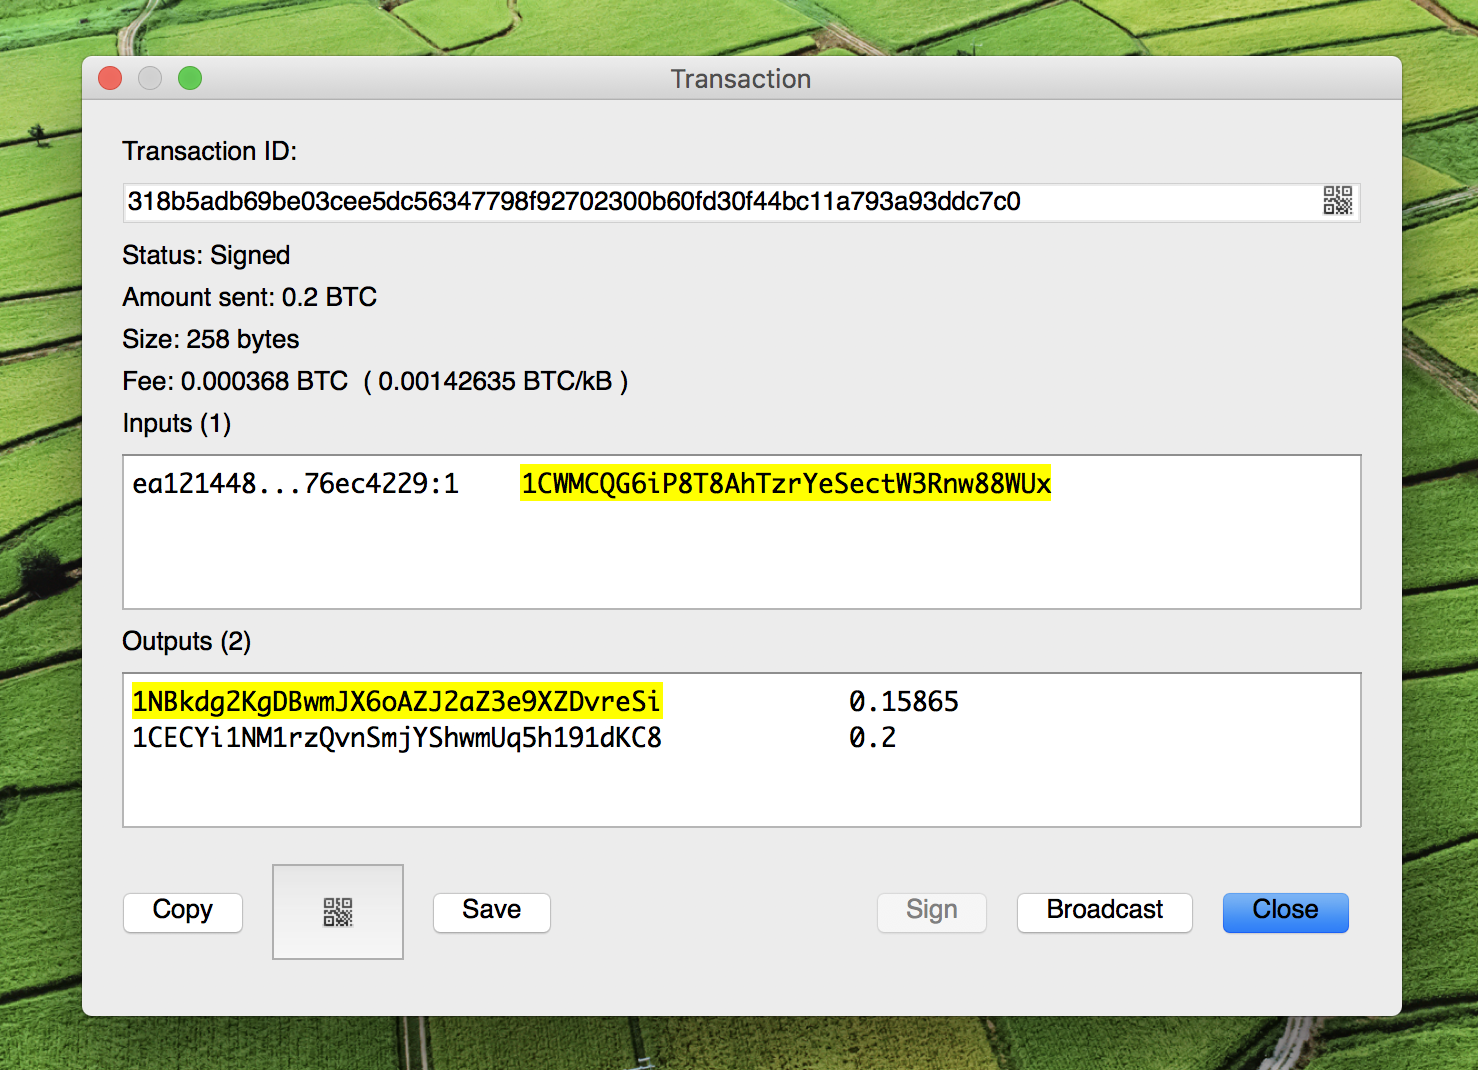 Transaction
Transaction ID:
318b5adb69be03cee5dc56347798f92702300b60fd30f44bc11a793a93ddc7c0
Status: Signed
Amount sent: 0.2 BTC
Size: 258 bytes
Fee: 0.000368 BTC ( 0.00142635 BTC/kB )
Inputs (1)
ea121448...76ec4229:1 1CWMCQG6iP8T8AhTzrYeSectW3Rnw88WUx
Outputs (2)
1NBkdg2KgDBwmJX6oAZJ2aZ3e9XZDvreSi 0.15865
1CECYi1NM1rzQvnSmjYShwmUq5h191dKC8 0.2
Copy Save Sign Broadcast Close